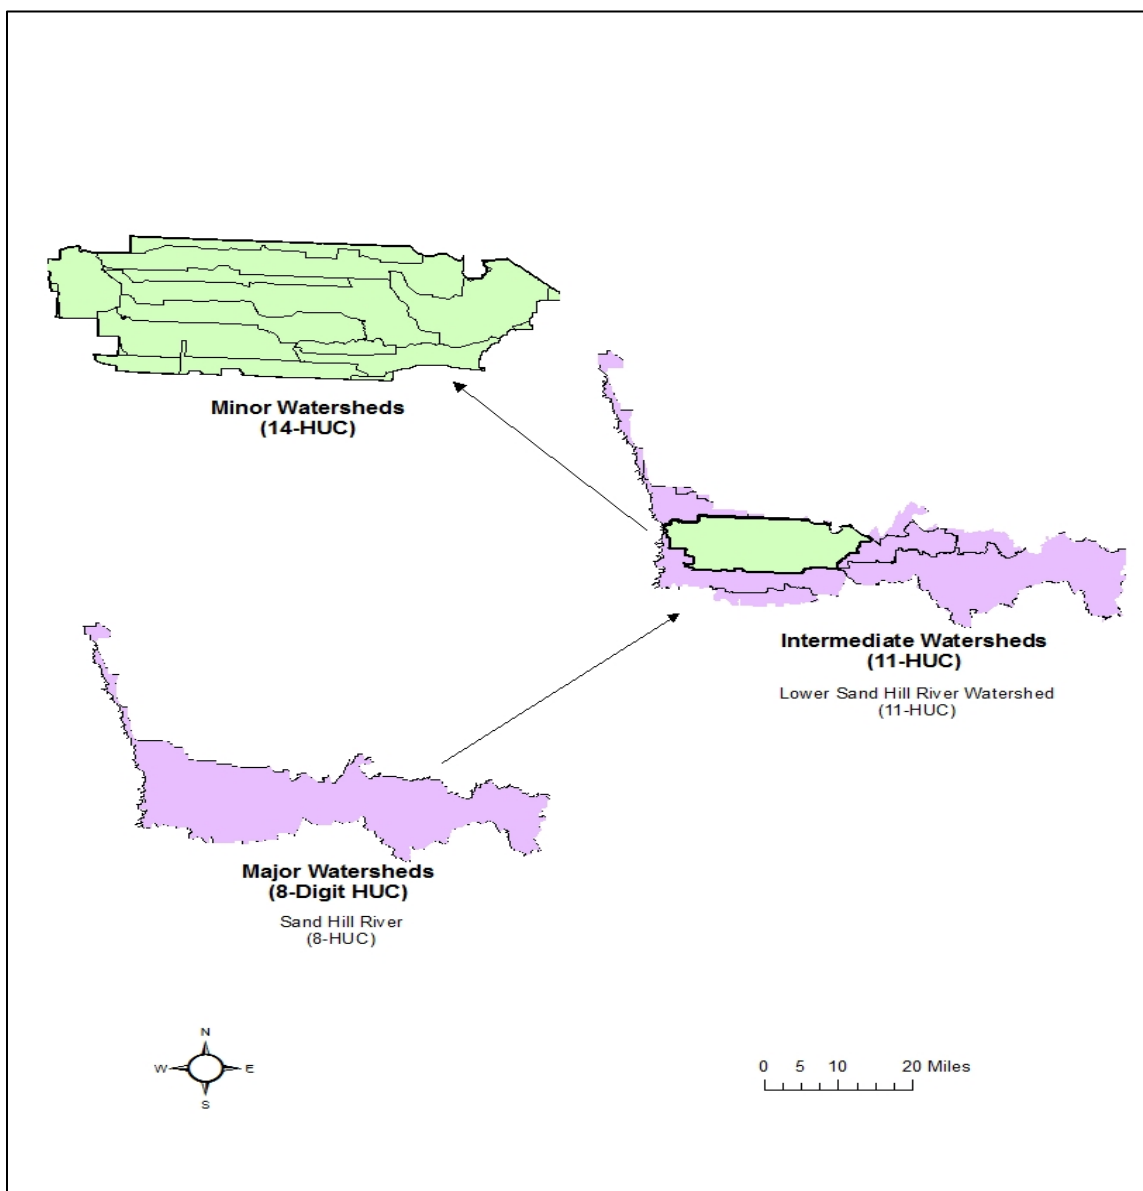 Minor Watersheds
(14-HUC)
Intermediate Watersheds
(11-HUC)
Lower Sand Hill River Watershed
(11-HUC)
Major Watersheds
(8-Digit HUC)
Sand Hill River
(8-HUC)
N
W E
S
0 5 10 20 Miles